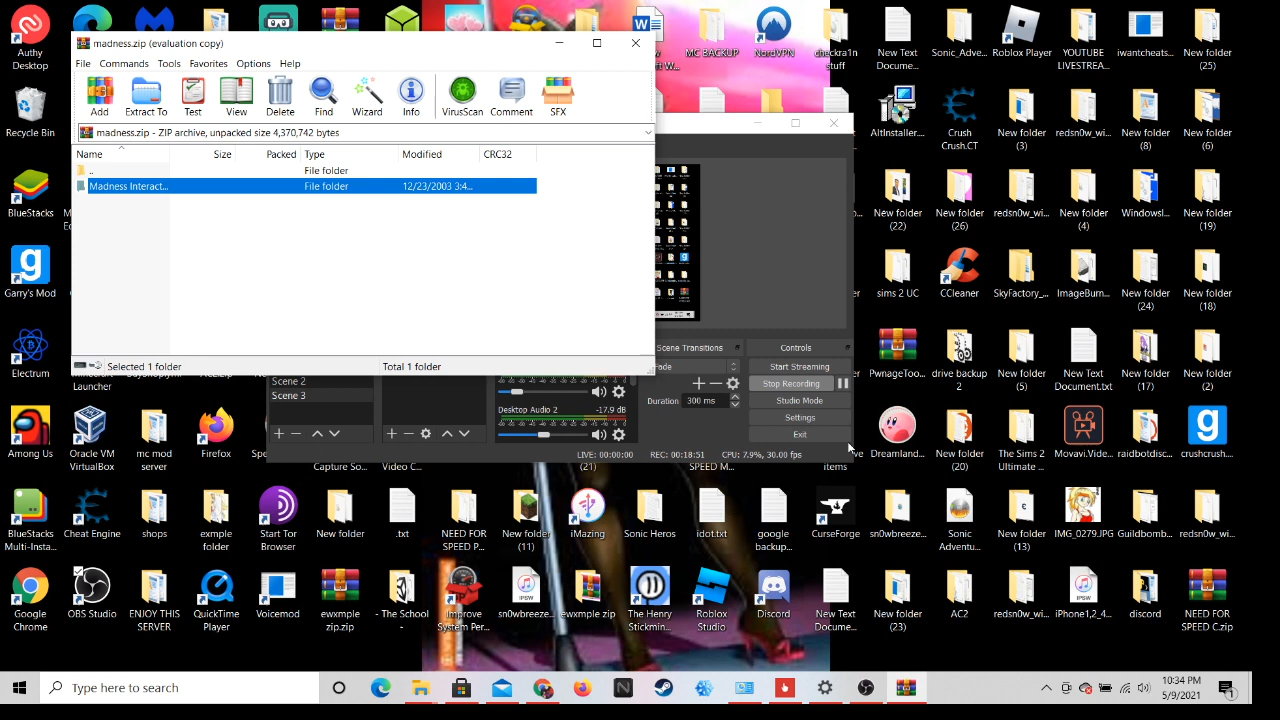 madness.zip (evaluation copy)
File Commands Tools Favorites Options Help
Add Extract To Test View Delete Find Wizard Info VirusScan Comment SFX
madness.zip - ZIP archive, unpacked size 4,370,742 bytes
Name Size Packed Type Modified CRC32
.. File folder
Madness Interact... File folder 12/23/2003 3:4...
Selected 1 folder Total 1 folder
Scene 2
Scene 3
Desktop Audio 2 -17.9 dB
Scene Transitions
Duration 300 ms
Controls
Start Streaming
Stop Recording
Studio Mode
Settings
Exit
LIVE: 00:00:00 REC: 00:18:51 CPU: 7.9%, 30.00 fps
Authy Desktop
Recycle Bin
BlueStacks
Garry's Mod
Electrum
Launcher
MC BACKUP
NordVPN
checkra1n stuff
New Text Document...
Sonic_Adve...
Roblox Player
YOUTUBE LIVESTREA...
iwantcheats...
New folder (25)
AltInstaller...
Crush Crush.CT
New folder (3)
redsn0w_wi...
New folder (8)
New folder (6)
New folder (22)
New folder (26)
redsn0w_wi...
New folder (4)
Windowsl...
New folder (19)
sims 2 UC
CCleaner
SkyFactory_...
ImageBurn...
New folder (24)
New folder (18)
PwnageToo...
drive backup 2
New folder (5)
New Text Document.txt
New folder (17)
New folder (2)
Among Us
Oracle VM VirtualBox
mc mod server
Firefox
Capture So...
Video C...
(21)
SPEED M...
items
Dreamland...
New folder (20)
The Sims 2 Ultimate ...
Movavi.Vide...
raidbotdisc...
crushcrush...
BlueStacks Multi-Insta...
Cheat Engine
shops
exmple folder
Start Tor Browser
New folder
.txt
NEED FOR SPEED P...
New folder (11)
iMazing
Sonic Heros
idot.txt
google backup...
CurseForge
sn0wbreeze...
Sonic Adventu...
New folder (13)
IMG_0279.JPG
Guildbomb...
redsn0w_wi...
Google Chrome
OBS Studio
ENJOY THIS SERVER
QuickTime Player
Voicemod
ewxmple zip.zip
- The School -
Improve System Per...
sn0wbreeze...
ewxmple zip
The Henry Stickmin...
Roblox Studio
Discord
New Text Docume...
New folder (23)
AC2
redsn0w_wi...
iPhone1,2_4...
discord
NEED FOR SPEED C.zip
Type here to search
10:34 PM
5/9/2021